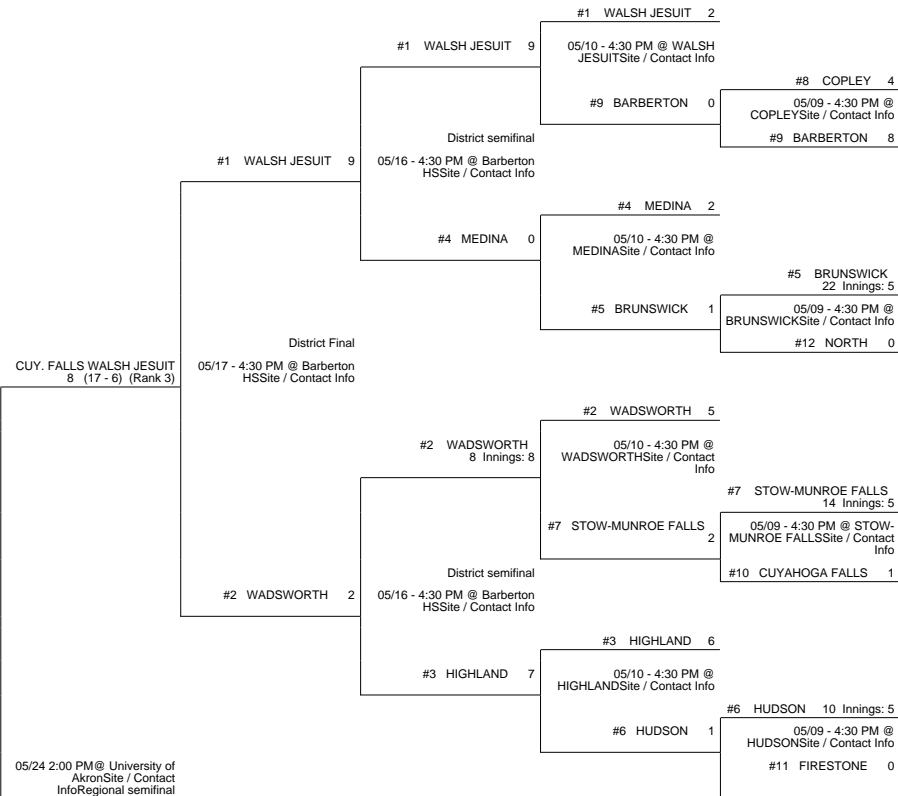 #1 WALSH JESUIT 2
#1 WALSH JESUIT 9
05/10 - 4:30 PM @ WALSH
JESUITSite / Contact Info
#8 COPLEY 4
#9 BARBERTON 0
05/09 - 4:30 PM @
COPLEYSite / Contact Info
District semifinal
#9 BARBERTON 8
#1 WALSH JESUIT 9
05/16 - 4:30 PM @ Barberton
HSSite / Contact Info
#4 MEDINA 2
#4 MEDINA 0
05/10 - 4:30 PM @
MEDINASite / Contact Info
#5 BRUNSWICK
22 Innings: 5
#5 BRUNSWICK 1
05/09 - 4:30 PM @
BRUNSWICKSite / Contact Info
District Final
#12 NORTH 0
CUY. FALLS WALSH JESUIT
8 (17 - 6) (Rank 3)
05/17 - 4:30 PM @ Barberton
HSSite / Contact Info
#2 WADSWORTH 5
#2 WADSWORTH
8 Innings: 8
05/10 - 4:30 PM @
WADSWORTHSite / Contact
Info
#7 STOW-MUNROE FALLS
14 Innings: 5
#7 STOW-MUNROE FALLS
2
05/09 - 4:30 PM @ STOW-
MUNROE FALLSSite / Contact
Info
District semifinal
#10 CUYAHOGA FALLS 1
#2 WADSWORTH 2
05/16 - 4:30 PM @ Barberton
HSSite / Contact Info
#3 HIGHLAND 6
#3 HIGHLAND 7
05/10 - 4:30 PM @
HIGHLANDSite / Contact Info
#6 HUDSON 10 Innings: 5
#6 HUDSON 1
05/09 - 4:30 PM @
HUDSONSite / Contact Info
#11 FIRESTONE 0
05/24 2:00 PM@ University of
AkronSite / Contact
InfoRegional semifinal